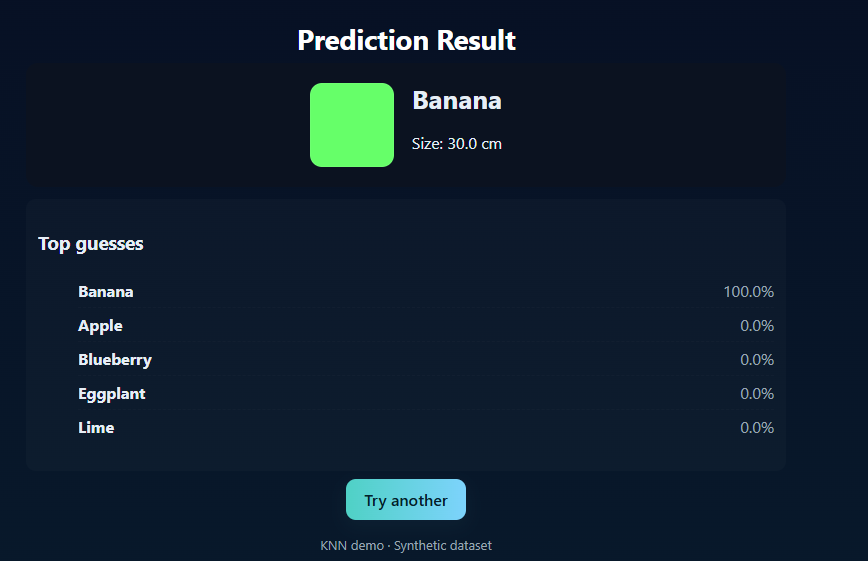 Prediction Result
Banana
Size: 30.0 cm
Top guesses
Banana 100.0%
Apple 0.0%
Blueberry 0.0%
Eggplant 0.0%
Lime 0.0%
Try another
KNN demo · Synthetic dataset